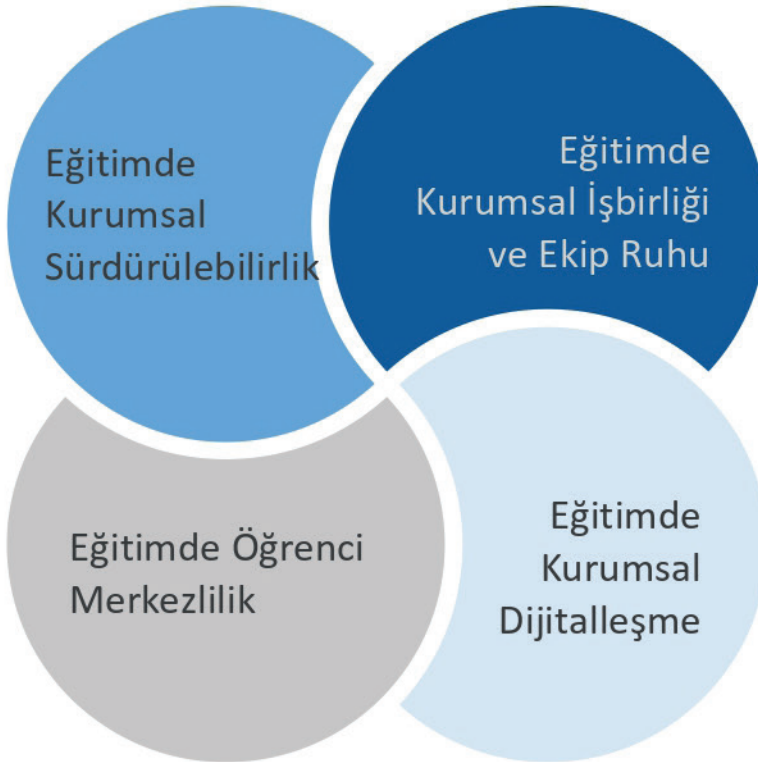 Eğitimde
Kurumsal
Sürdürülebilirlik
Eğitimde
Kurumsal İşbirliği
ve Ekip Ruhu
Eğitimde Öğrenci
Merkezlilik
Eğitimde
Kurumsal
Dijitalleşme